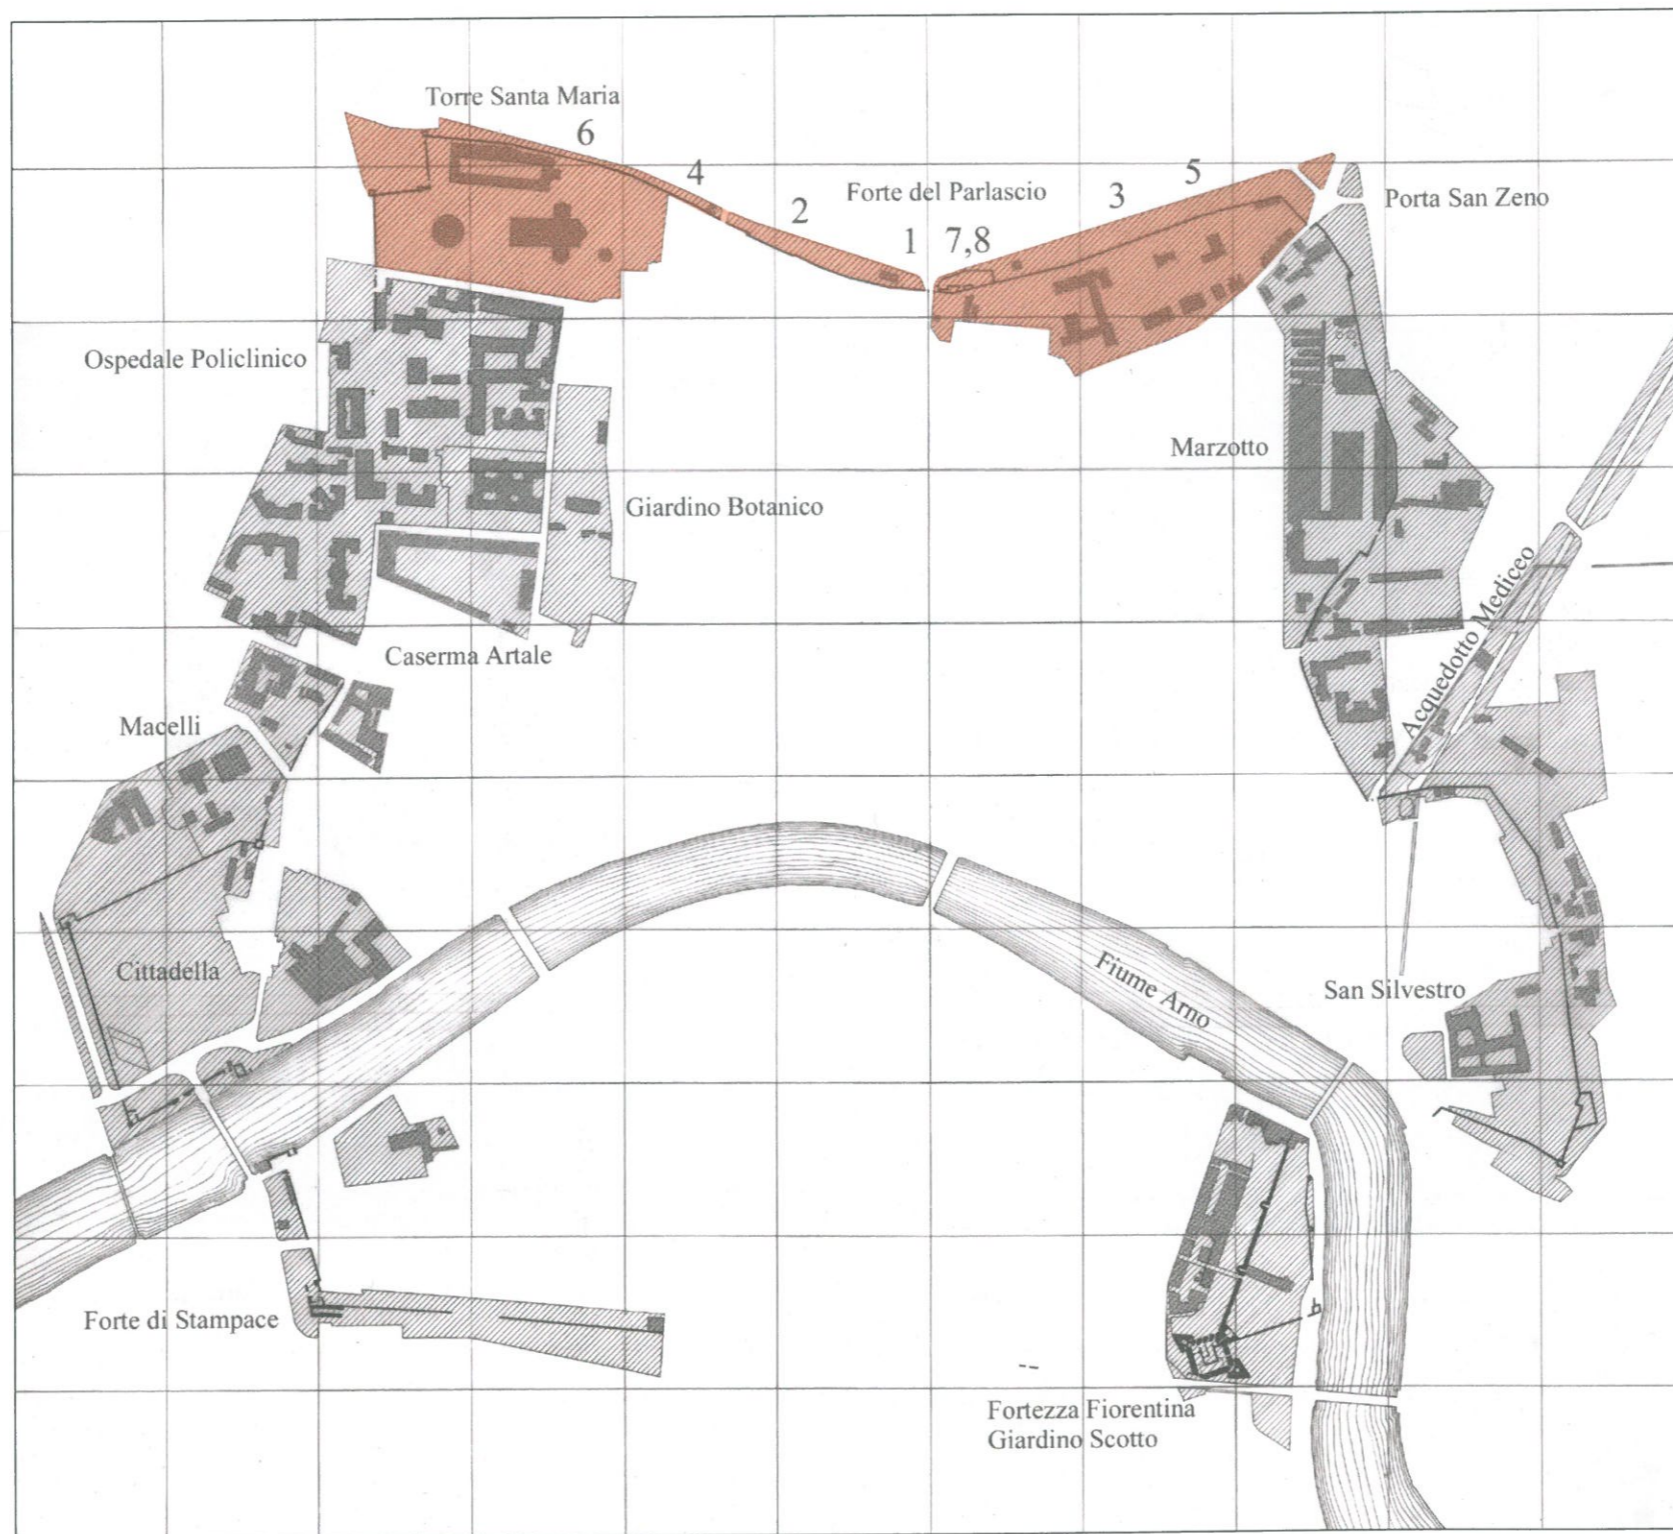 Torre Santa Maria
6
4
5
2
Forte del Parlascio
3
Porta San Zeno
1
7,8
Ospedale Policlinico
Marzotto
Giardino Botanico
Acquedotto Mediceo
Caserma Artale
Macelli
Cittadella
Fiume Arno
San Silvestro
Forte di Stampace
Fortezza Fiorentina
Giardino Scotto